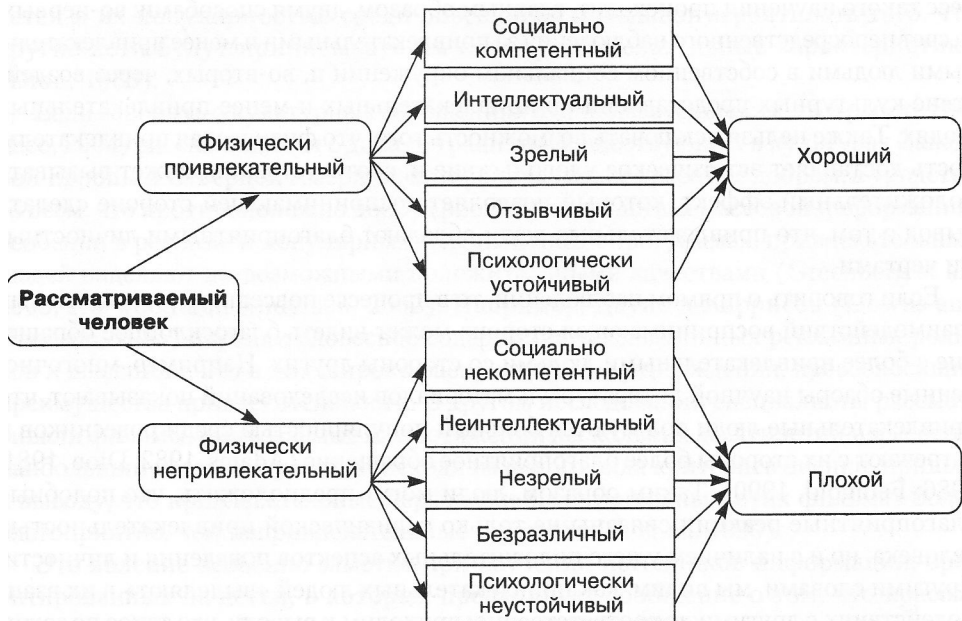 Социально
компетентный
Интеллектуальный
Зрелый
Отзывчивый
Психологически
устойчивый
Физически
привлекательный
Хороший
Рассматриваемый
человек
Социально
некомпетентный
Неинтеллектуальный
Незрелый
Безразличный
Психологически
неустойчивый
Физически
непривлекательный
Плохой